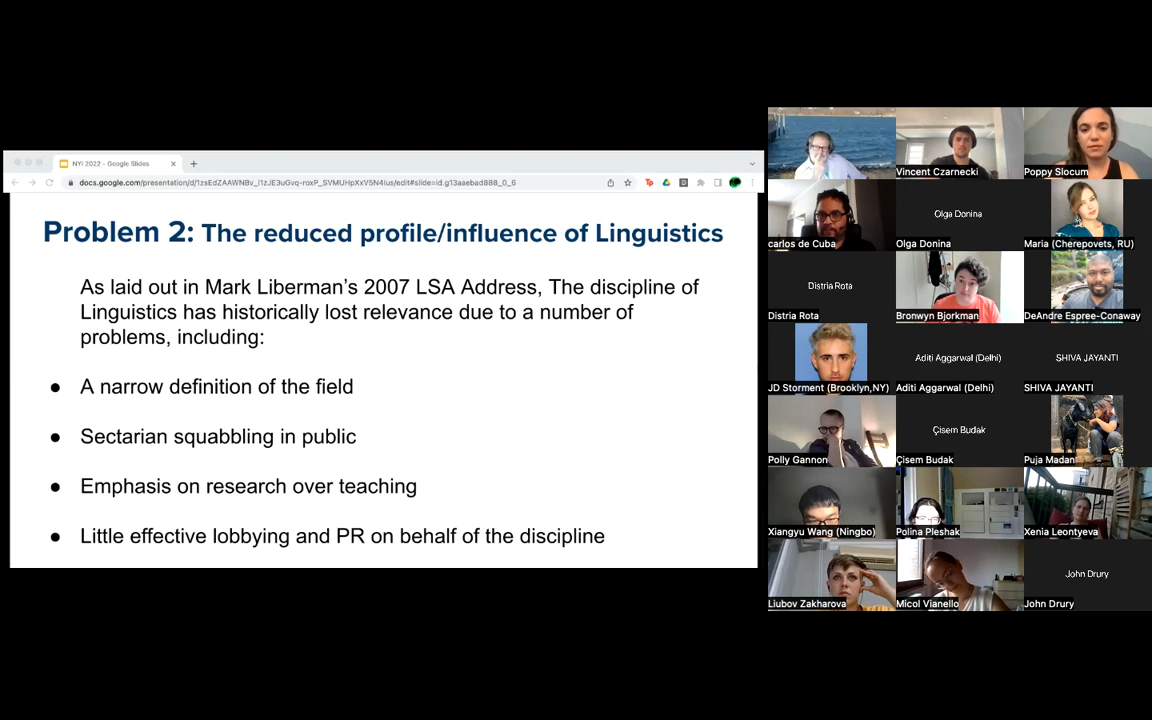 NYI 2022 - Google Slides
docs.google.com/presentation/d/1zsEdZAAWNBv_l1zJE3uGvq-roxP_SVMUHpXxV5N4Ius/edit#slide=id.g13aaebad888_0_6
Problem 2: The reduced profile/influence of Linguistics
As laid out in Mark Liberman's 2007 LSA Address, The discipline of
Linguistics has historically lost relevance due to a number of
problems, including:
● A narrow definition of the field
● Sectarian squabbling in public
● Emphasis on research over teaching
● Little effective lobbying and PR on behalf of the discipline
Vincent Czarnecki
Poppy Slocum
carlos de Cuba
Olga Donina
Olga Donina
Maria (Cherepovets, RU)
Distria Rota
Distria Rota
Bronwyn Bjorkman
DeAndre Espree-Conaway
JD Storment (Brooklyn,NY)
Aditi Aggarwal (Delhi)
Aditi Aggarwal (Delhi)
SHIVA JAYANTI
SHIVA JAYANTI
Polly Gannon
Çisem Budak
Çisem Budak
Puja Madan
Xiangyu Wang (Ningbo)
Polina Pleshak
Xenia Leontyeva
Liubov Zakharova
Micol Vianello
John Drury
John Drury